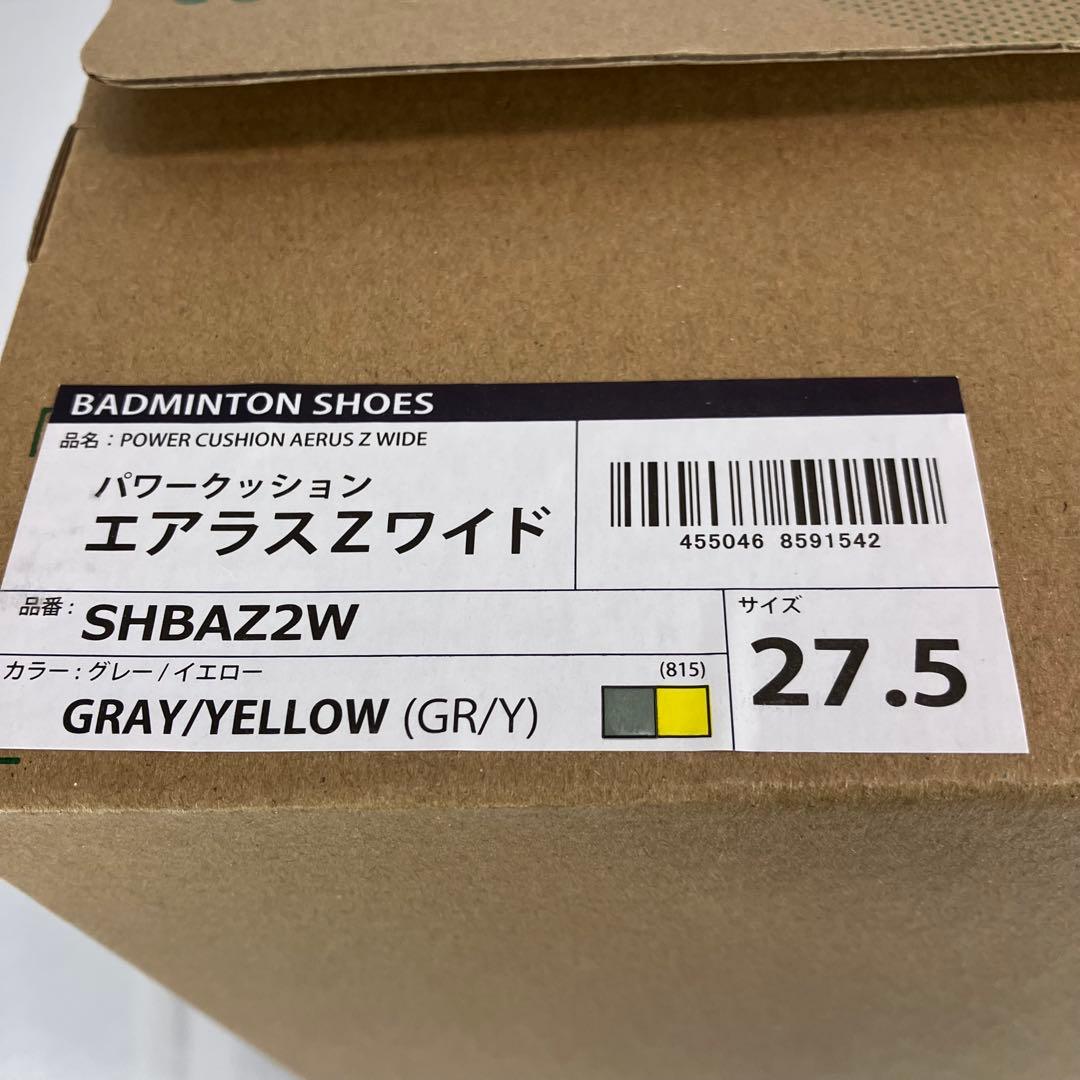 BADMINTON SHOES
品名：POWER CUSHION AERUS Z WIDE
パワークッション
エアラスZワイド
455046 8591542
品番：SHBAZ2W
サイズ
27.5
カラー：グレー/イエロー
(815)
GRAY/YELLOW (GR/Y)